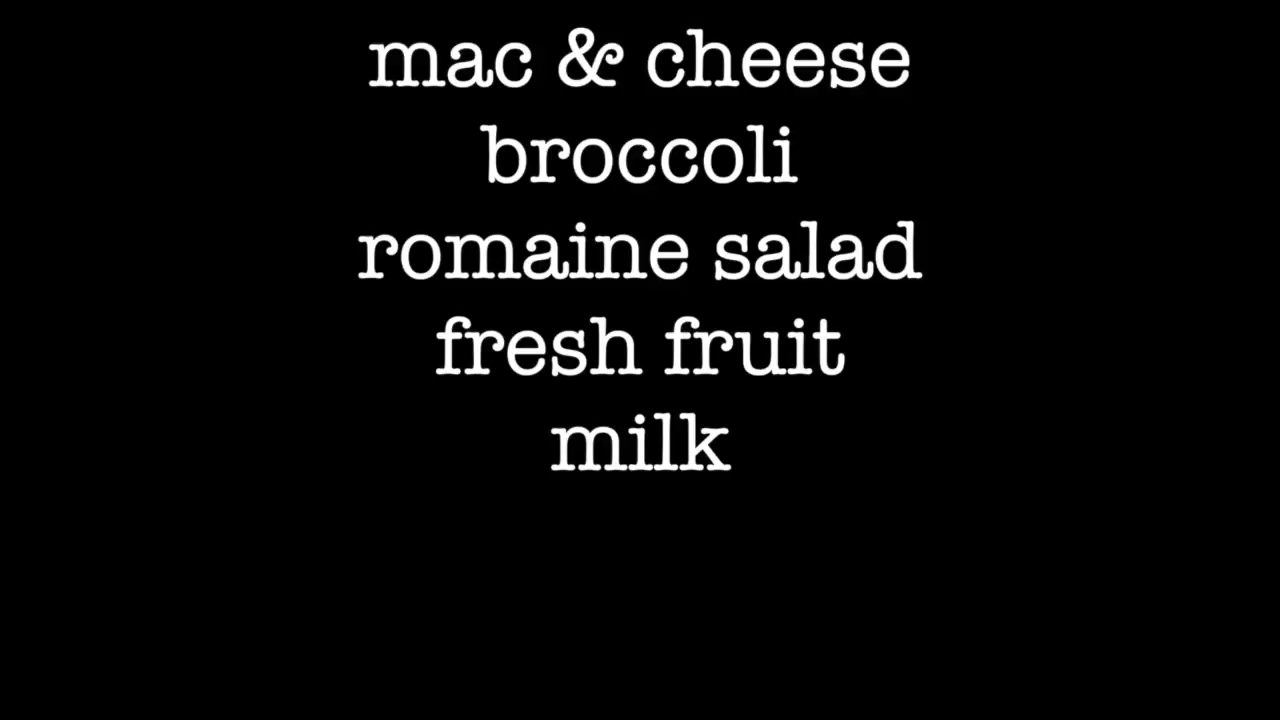 mac & cheese
broccoli
romaine salad
fresh fruit
milk